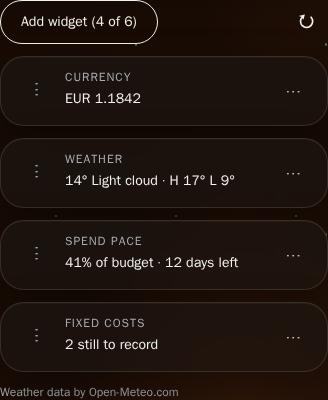 Add widget (4 of 6)
CURRENCY
EUR 1.1842
WEATHER
14° Light cloud · H 17° L 9°
SPEND PACE
41% of budget · 12 days left
FIXED COSTS
2 still to record
Weather data by Open-Meteo.com